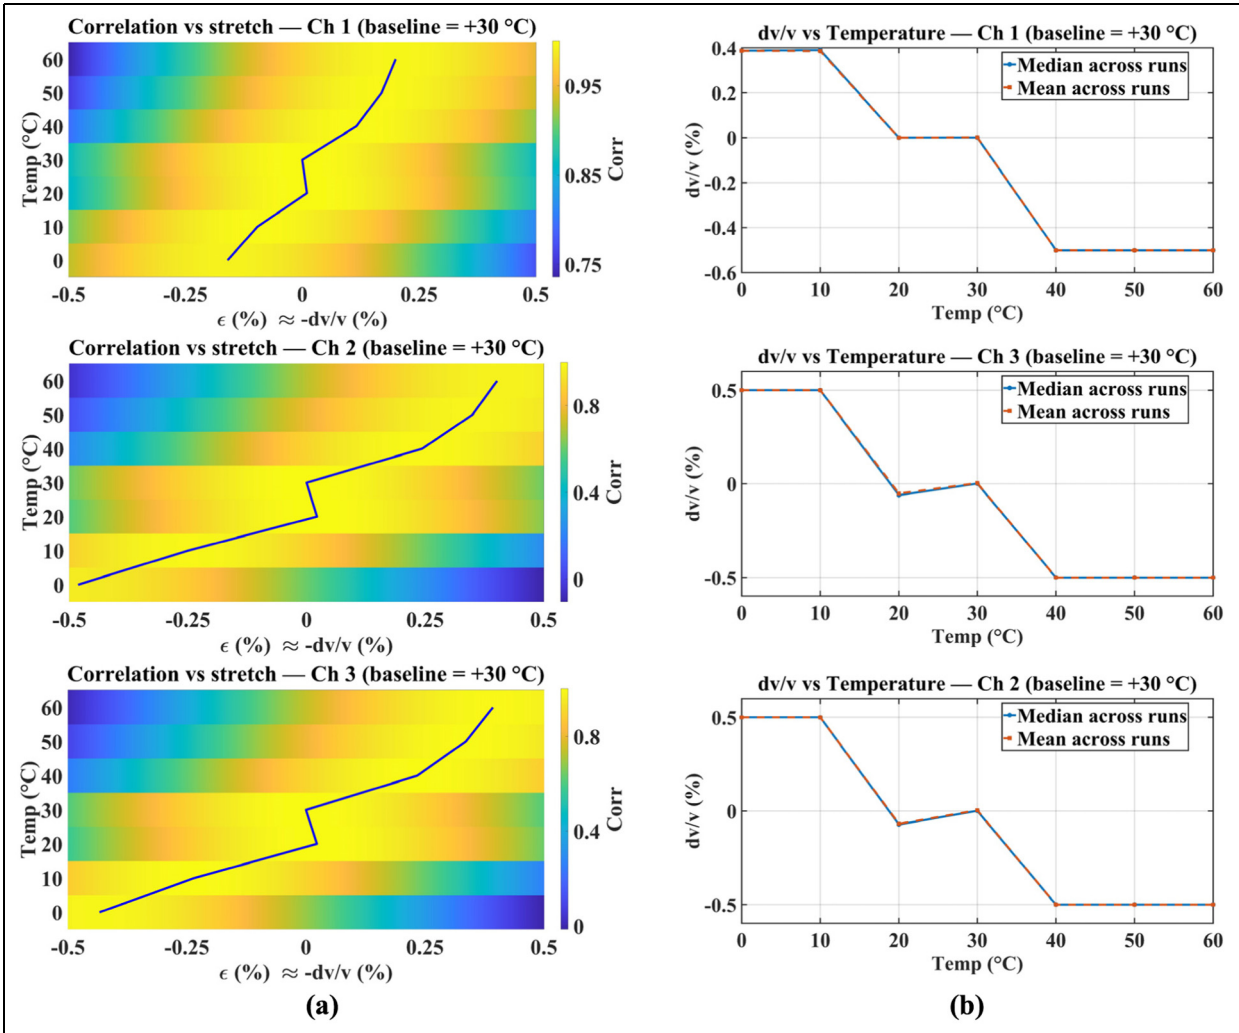 Correlation vs stretch — Ch 1 (baseline = +30 °C)
60
50
40
30
20
10
0
Temp (°C)
-0.5
-0.25
0
0.25
0.5
ϵ (%) ≈ -dv/v (%)
0.95
0.85
0.75
Corr
Correlation vs stretch — Ch 2 (baseline = +30 °C)
60
50
40
30
20
10
0
Temp (°C)
-0.5
-0.25
0
0.25
0.5
ϵ (%) ≈ -dv/v (%)
0.8
0.4
0
Corr
Correlation vs stretch — Ch 3 (baseline = +30 °C)
60
50
40
30
20
10
0
Temp (°C)
-0.5
-0.25
0
0.25
0.5
ϵ (%) ≈ -dv/v (%)
0.8
0.4
0
Corr
(a)
dv/v vs Temperature — Ch 1 (baseline = +30 °C)
Median across runs
Mean across runs
0.4
0.2
0
-0.2
-0.4
-0.6
dv/v (%)
0
10
20
30
40
50
60
Temp (°C)
dv/v vs Temperature — Ch 3 (baseline = +30 °C)
Median across runs
Mean across runs
0.5
0
-0.5
dv/v (%)
0
10
20
30
40
50
60
Temp (°C)
dv/v vs Temperature — Ch 2 (baseline = +30 °C)
Median across runs
Mean across runs
0.5
0
-0.5
dv/v (%)
0
10
20
30
40
50
60
Temp (°C)
(b)